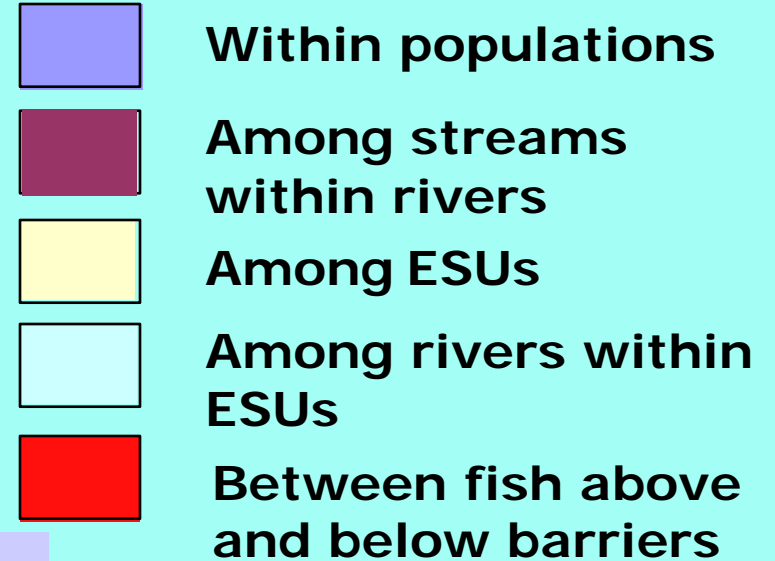 Within populations
Among streams
within rivers
Among ESUs
Among rivers within
ESUs
Between fish above
and below barriers